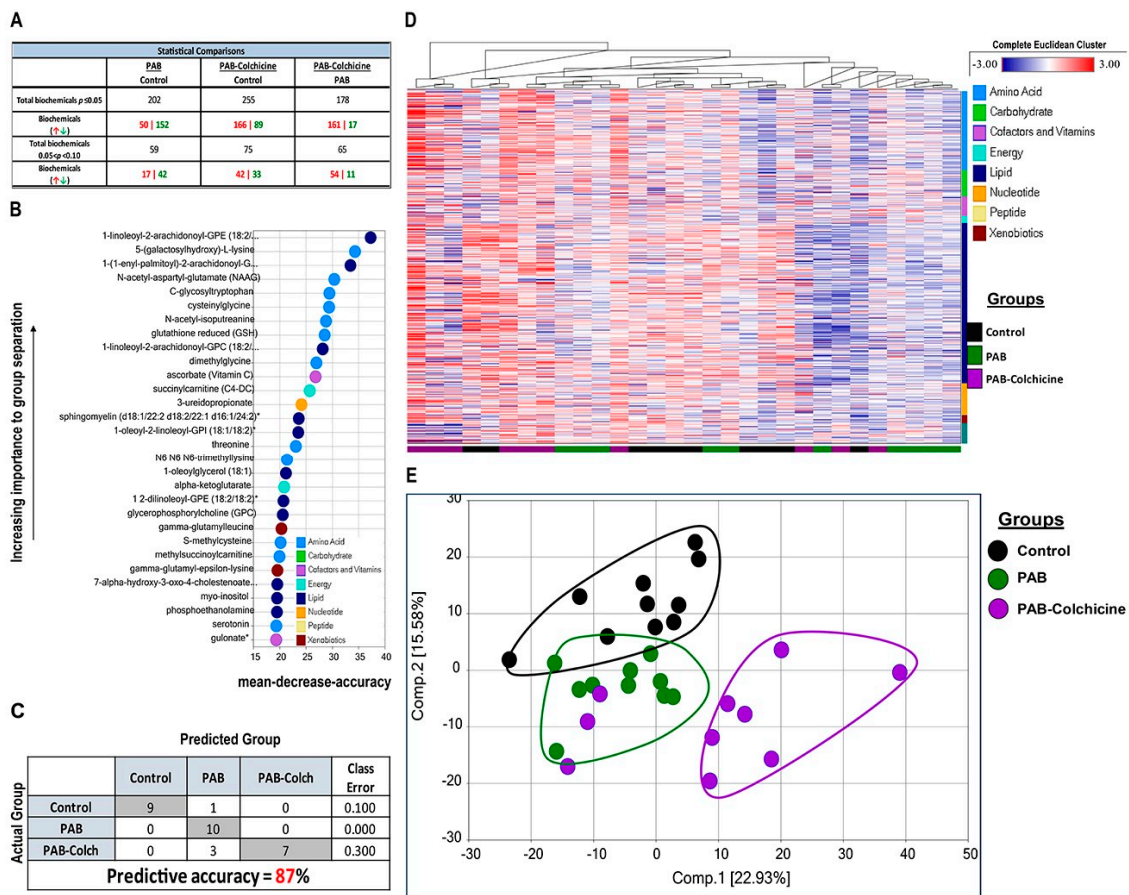 A
Statistical Comparisons
PAB
Control
PAB-Colchicine
Control
PAB-Colchicine
PAB
Total biochemicals p ≤0.05
202
255
178
Biochemicals
(↑↓)
50 | 152
166 | 89
161 | 17
Total biochemicals
0.05<p <0.10
59
75
65
Biochemicals
(↑↓)
17 | 42
42 | 33
54 | 11
B
Increasing importance to group separation
1-linoleoyl-2-arachidonoyl-GPE (18:2/...
5-(galactosylhydroxy)-L-lysine
1-(1-enyl-palmitoyl)-2-arachidonoyl-G...
N-acetyl-aspartyl-glutamate (NAAG)
C-glycosyltryptophan
cysteinylglycine
N-acetyl-isoputreanine
glutathione reduced (GSH)
1-linoleoyl-2-arachidonoyl-GPC (18:2/...
dimethylglycine
ascorbate (Vitamin C)
succinylcarnitine (C4-DC)
3-ureidopropionate
sphingomyelin (d18:1/22:2 d18:2/22:1 d16:1/24:2)*
1-oleoyl-2-linoleoyl-GPI (18:1/18:2)*
threonine
N6 N6 N6-trimethyllysine
1-oleoylglycerol (18:1)
alpha-ketoglutarate
1 2-dilinoleoyl-GPE (18:2/18:2)*
glycerophosphorylcholine (GPC)
gamma-glutamylleucine
S-methylcysteine
methylsuccinoylcarnitine
gamma-glutamyl-epsilon-lysine
7-alpha-hydroxy-3-oxo-4-cholestenoate...
myo-inositol
phosphoethanolamine
serotonin
gulonate*
Amino Acid
Carbohydrate
Cofactors and Vitamins
Energy
Lipid
Nucleotide
Peptide
Xenobiotics
15 20 25 30 35 40
mean-decrease-accuracy
C
Predicted Group
Actual Group
Control
PAB
PAB-Colch
Class
Error
Control 9 1 0 0.100
PAB 0 10 0 0.000
PAB-Colch 0 3 7 0.300
Predictive accuracy = 87%
D
Complete Euclidean Cluster
-3.00 3.00
Amino Acid
Carbohydrate
Cofactors and Vitamins
Energy
Lipid
Nucleotide
Peptide
Xenobiotics
Groups
Control
PAB
PAB-Colchicine
E
30
20
10
0
-10
-20
-30
Comp.2 [15.58%]
-30 -20 -10 0 10 20 30 40 50
Comp.1 [22.93%]
Groups
Control
PAB
PAB-Colchicine